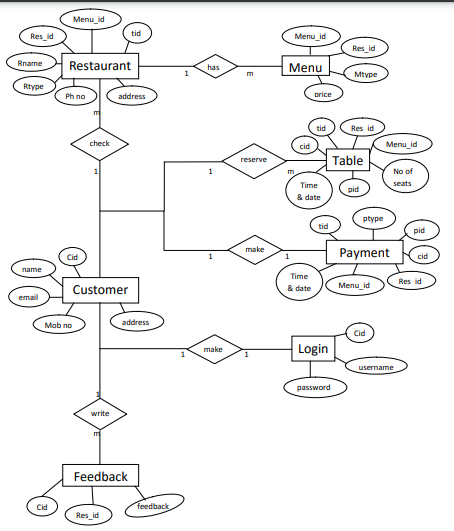 Menu_id
Res_id
tid
Rname
Restaurant
Rtype
Ph no
address
1
has
m
Menu_id
Res_id
Menu
Mtype
price
m
check
1
1
reserve
m
tid
Res_id
cid
Menu_id
Table
Time
& date
pid
No of
seats
1
make
1
tid
ptype
pid
Payment
cid
Time
& date
Menu_id
Res_id
Cid
name
Customer
email
Mob no
address
1
make
1
Cid
Login
username
password
1
write
m
Feedback
Cid
Res_id
feedback